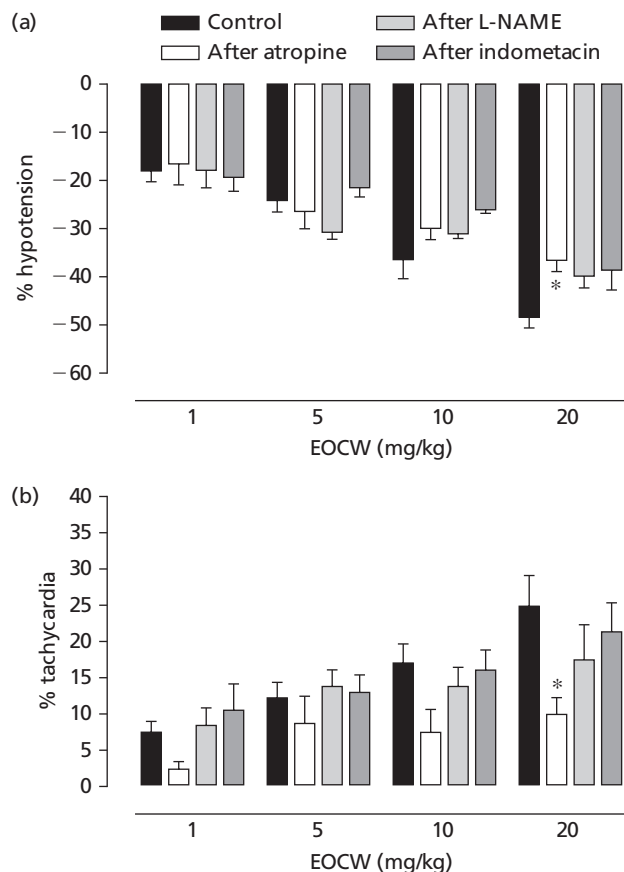 (a)
Control
After L-NAME
After atropine
After indometacin
0
−10
−20
−30
−40
−50
−60
% hypotension
*
1 5 10 20
EOCW (mg/kg)
(b)
40
35
30
25
20
15
10
5
0
% tachycardia
*
1 5 10 20
EOCW (mg/kg)